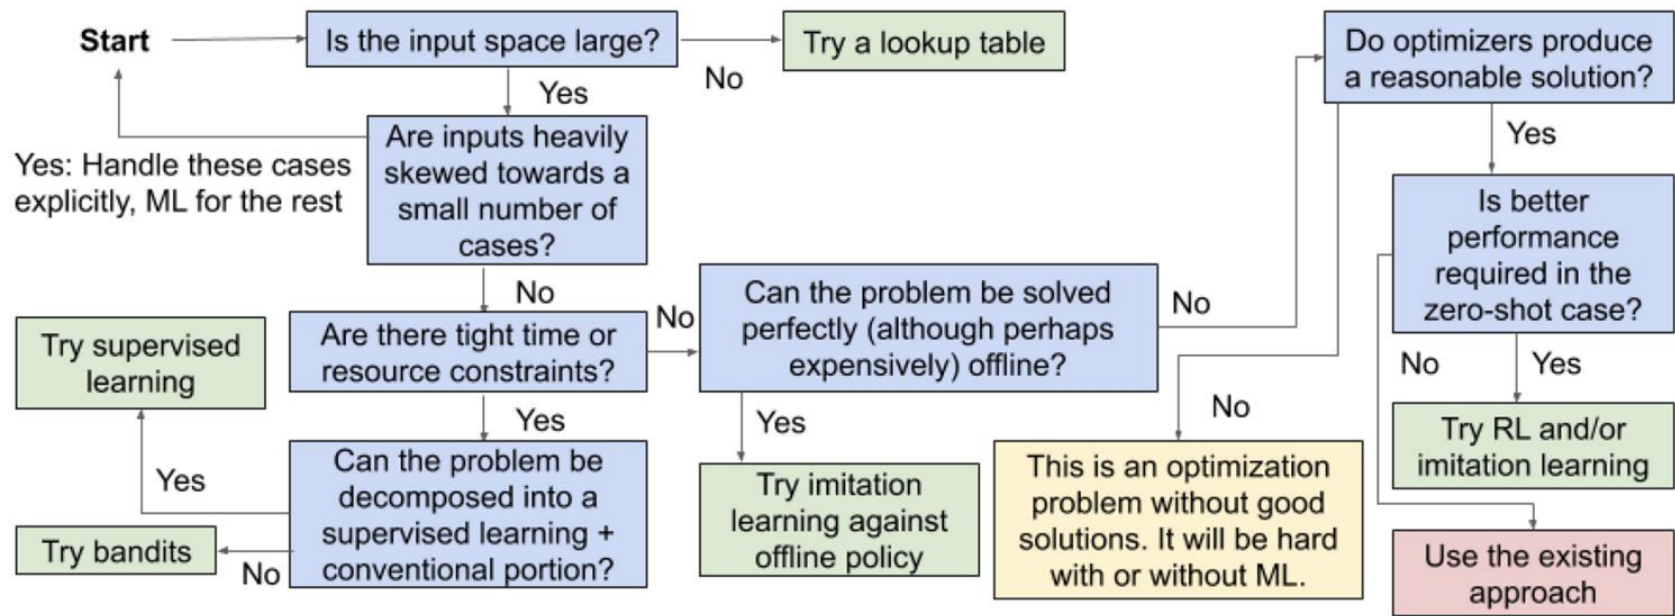 Start
Is the input space large?
No
Try a lookup table
Yes
Are inputs heavily
skewed towards a
small number of
cases?
Yes: Handle these cases
explicitly, ML for the rest
No
Are there tight time or
resource constraints?
No
Yes
Can the problem be
decomposed into a
supervised learning +
conventional portion?
Yes
Try supervised
learning
No
Try bandits
Can the problem be solved
perfectly (although perhaps
expensively) offline?
Yes
Try imitation
learning against
offline policy
No
Do optimizers produce
a reasonable solution?
No
This is an optimization
problem without good
solutions. It will be hard
with or without ML.
Yes
Is better
performance
required in the
zero-shot case?
Yes
Try RL and/or
imitation learning
No
Use the existing
approach